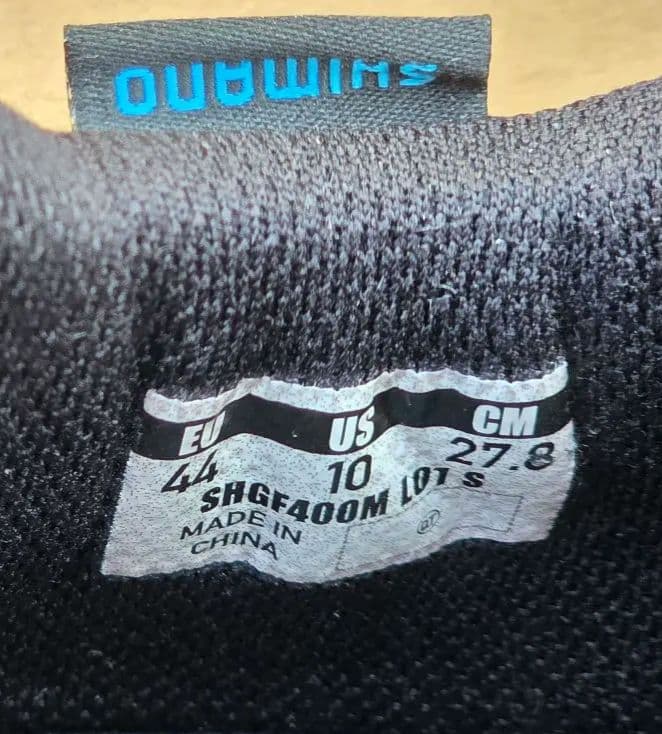 SHIMANO
EU US CM
44 10 27.8
SHGF400M LOT S
MADE IN
CHINA